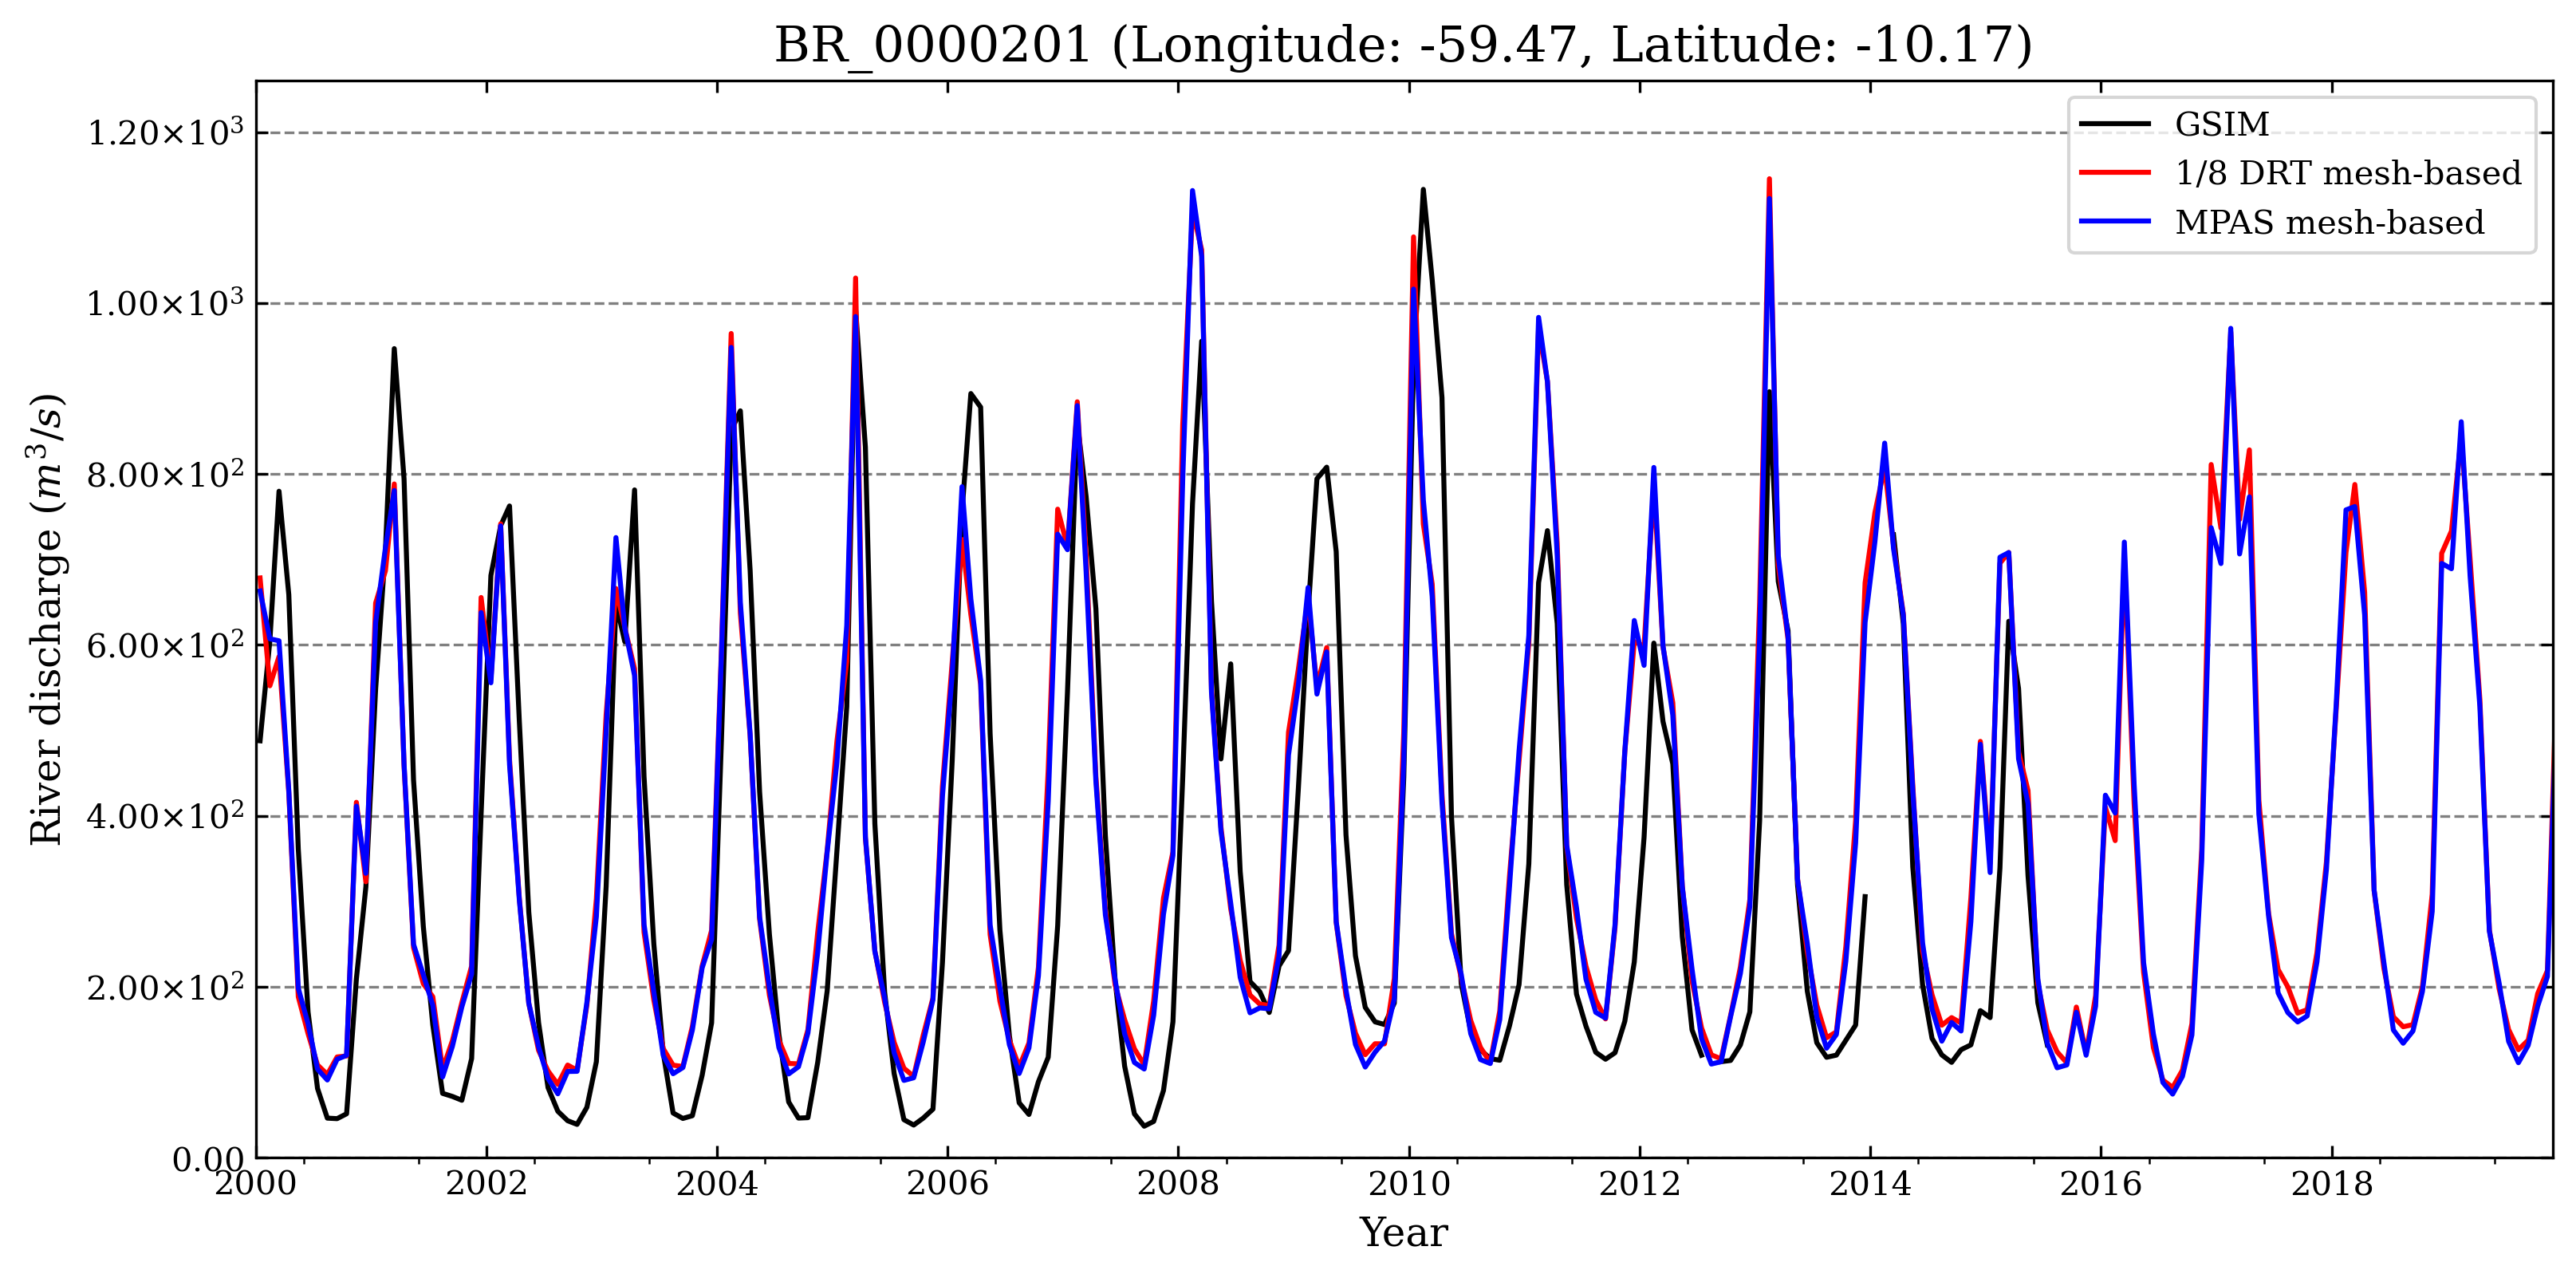 BR_0000201 (Longitude: -59.47, Latitude: -10.17)
GSIM
1/8 DRT mesh-based
MPAS mesh-based
River discharge (m³/s)
1.20×10³
1.00×10³
8.00×10²
6.00×10²
4.00×10²
2.00×10²
0.00
2000 2002 2004 2006 2008 2010 2012 2014 2016 2018
Year